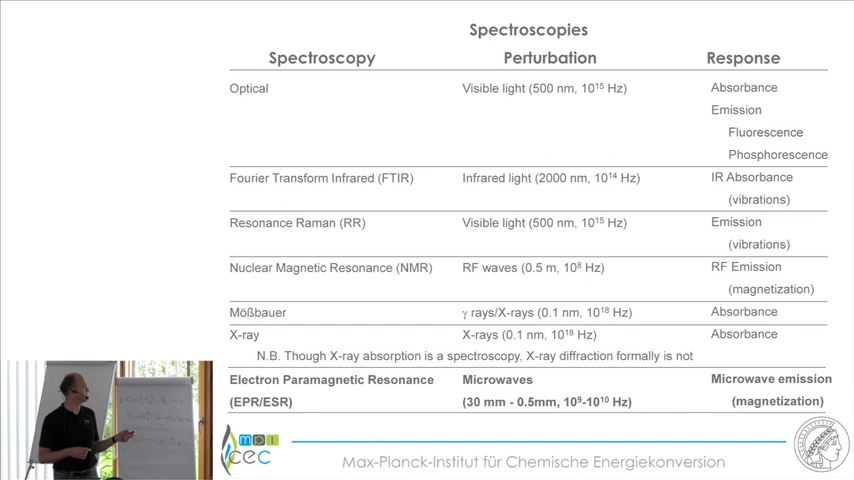 Spectroscopies
Spectroscopy Perturbation Response
Optical Visible light (500 nm, 10¹⁵ Hz) Absorbance
Emission
Fluorescence
Phosphorescence
Fourier Transform Infrared (FTIR) Infrared light (2000 nm, 10¹⁴ Hz) IR Absorbance
(vibrations)
Resonance Raman (RR) Visible light (500 nm, 10¹⁵ Hz) Emission
(vibrations)
Nuclear Magnetic Resonance (NMR) RF waves (0.5 m, 10⁸ Hz) RF Emission
(magnetization)
Mößbauer γ rays/X-rays (0.1 nm, 10¹⁸ Hz) Absorbance
X-ray X-rays (0.1 nm, 10¹⁸ Hz) Absorbance
N.B. Though X-ray absorption is a spectroscopy, X-ray diffraction formally is not
Electron Paramagnetic Resonance Microwaves Microwave emission
(EPR/ESR) (30 mm - 0.5mm, 10⁹-10¹⁰ Hz) (magnetization)
mpi
cec
Max-Planck-Institut für Chemische Energiekonversion